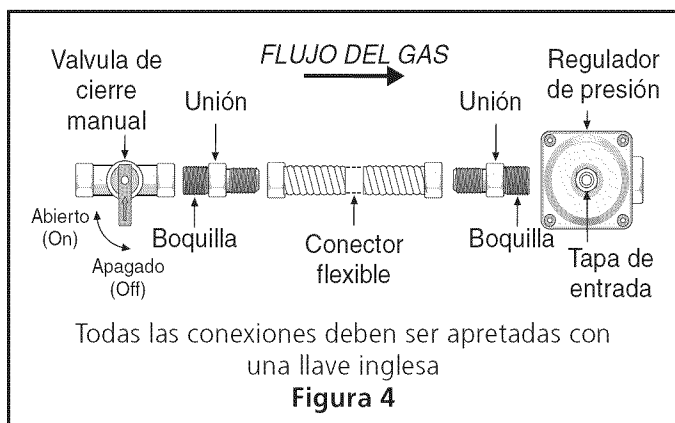 FLUJO DEL GAS
Valvula de
cierre
manual
Unión
Unión
Regulador
de presión
Abierto
(On)
Apagado
(Off)
Boquilla
Conector
flexible
Boquilla
Tapa de
entrada
Todas las conexiones deben ser apretadas con
una llave inglesa
Figura 4